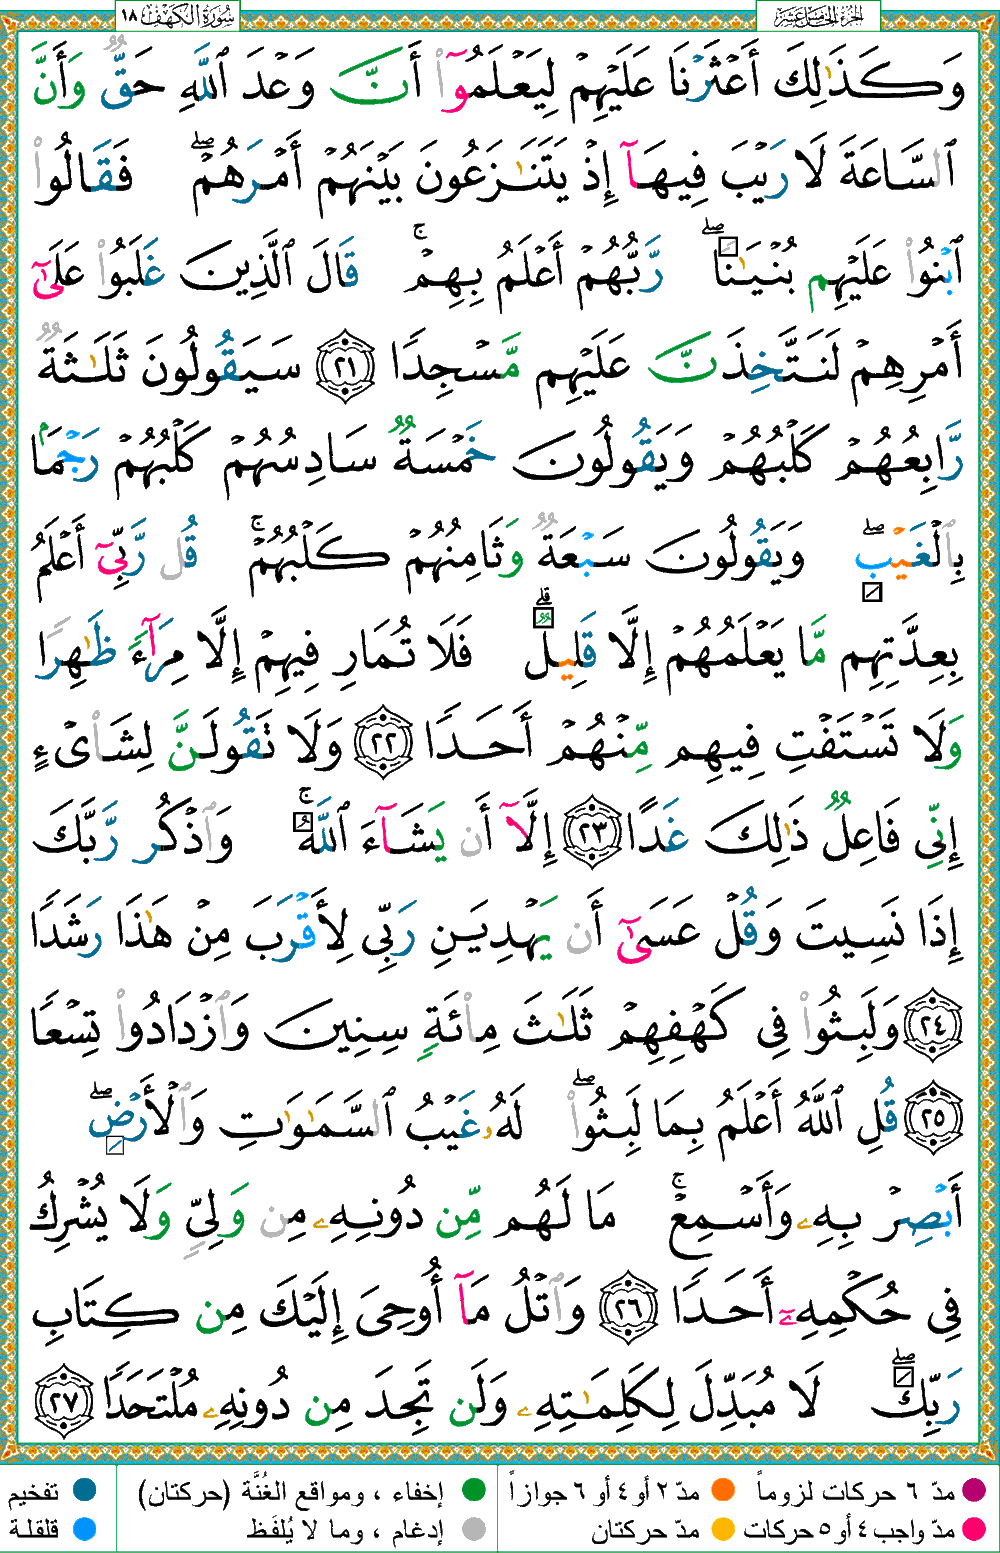 سُورَةُ الكَهْف ١٨
الجزء الخامس عشر
وَكَذَٰلِكَ أَعْثَرْنَا عَلَيْهِمْ لِيَعْلَمُوٓا۟ أَنَّ وَعْدَ ٱللَّهِ حَقٌّ وَأَنَّ
ٱلسَّاعَةَ لَا رَيْبَ فِيهَآ إِذْ يَتَنَٰزَعُونَ بَيْنَهُمْ أَمْرَهُمْ ۖ فَقَالُوا۟
ٱبْنُوا۟ عَلَيْهِم بُنْيَٰنًا ۖ رَّبُّهُمْ أَعْلَمُ بِهِمْ ۚ قَالَ ٱلَّذِينَ غَلَبُوا۟ عَلَىٰٓ
أَمْرِهِمْ لَنَتَّخِذَنَّ عَلَيْهِم مَّسْجِدًا ٢١ سَيَقُولُونَ ثَلَٰثَةٌ
رَّابِعُهُمْ كَلْبُهُمْ وَيَقُولُونَ خَمْسَةٌ سَادِسُهُمْ كَلْبُهُمْ رَجْمًۢا
بِٱلْغَيْبِ ۖ وَيَقُولُونَ سَبْعَةٌ وَثَامِنُهُمْ كَلْبُهُمْ ۚ قُل رَّبِّىٓ أَعْلَمُ
بِعِدَّتِهِم مَّا يَعْلَمُهُمْ إِلَّا قَلِيلٌ ۗ فَلَا تُمَارِ فِيهِمْ إِلَّا مِرَآءً ظَٰهِرًا
وَلَا تَسْتَفْتِ فِيهِم مِّنْهُمْ أَحَدًا ٢٢ وَلَا تَقُولَنَّ لِشَا۟ىْءٍ
إِنِّى فَاعِلٌ ذَٰلِكَ غَدًا ٢٣ إِلَّآ أَن يَشَآءَ ٱللَّهُ ۚ وَٱذْكُر رَّبَّكَ
إِذَا نَسِيتَ وَقُلْ عَسَىٰٓ أَن يَهْدِيَنِ رَبِّى لِأَقْرَبَ مِنْ هَٰذَا رَشَدًا
٢٤ وَلَبِثُوا۟ فِى كَهْفِهِمْ ثَلَٰثَ مِا۟ئَةٍ سِنِينَ وَٱزْدَادُوا۟ تِسْعًا
٢٥ قُلِ ٱللَّهُ أَعْلَمُ بِمَا لَبِثُوا۟ ۖ لَهُۥ غَيْبُ ٱلسَّمَٰوَٰتِ وَٱلْأَرْضِ ۖ
أَبْصِرْ بِهِۦ وَأَسْمِعْ ۚ مَا لَهُم مِّن دُونِهِۦ مِن وَلِىٍّ وَلَا يُشْرِكُ
فِى حُكْمِهِۦٓ أَحَدًا ٢٦ وَٱتْلُ مَآ أُوحِىَ إِلَيْكَ مِن كِتَابِ
رَبِّكَ ۖ لَا مُبَدِّلَ لِكَلِمَٰتِهِۦ وَلَن تَجِدَ مِن دُونِهِۦ مُلْتَحَدًا ٢٧
مدّ ٦ حركات لزوماً
مدّ ٢ أو ٤ أو ٦ جوازاً
إخفاء ، ومواقع الغُنَّة (حركتان)
تفخيم
مدّ واجب ٤ أو ٥ حركات
مدّ حركتان
إدغام ، وما لا يُلفَظ
قلقلة